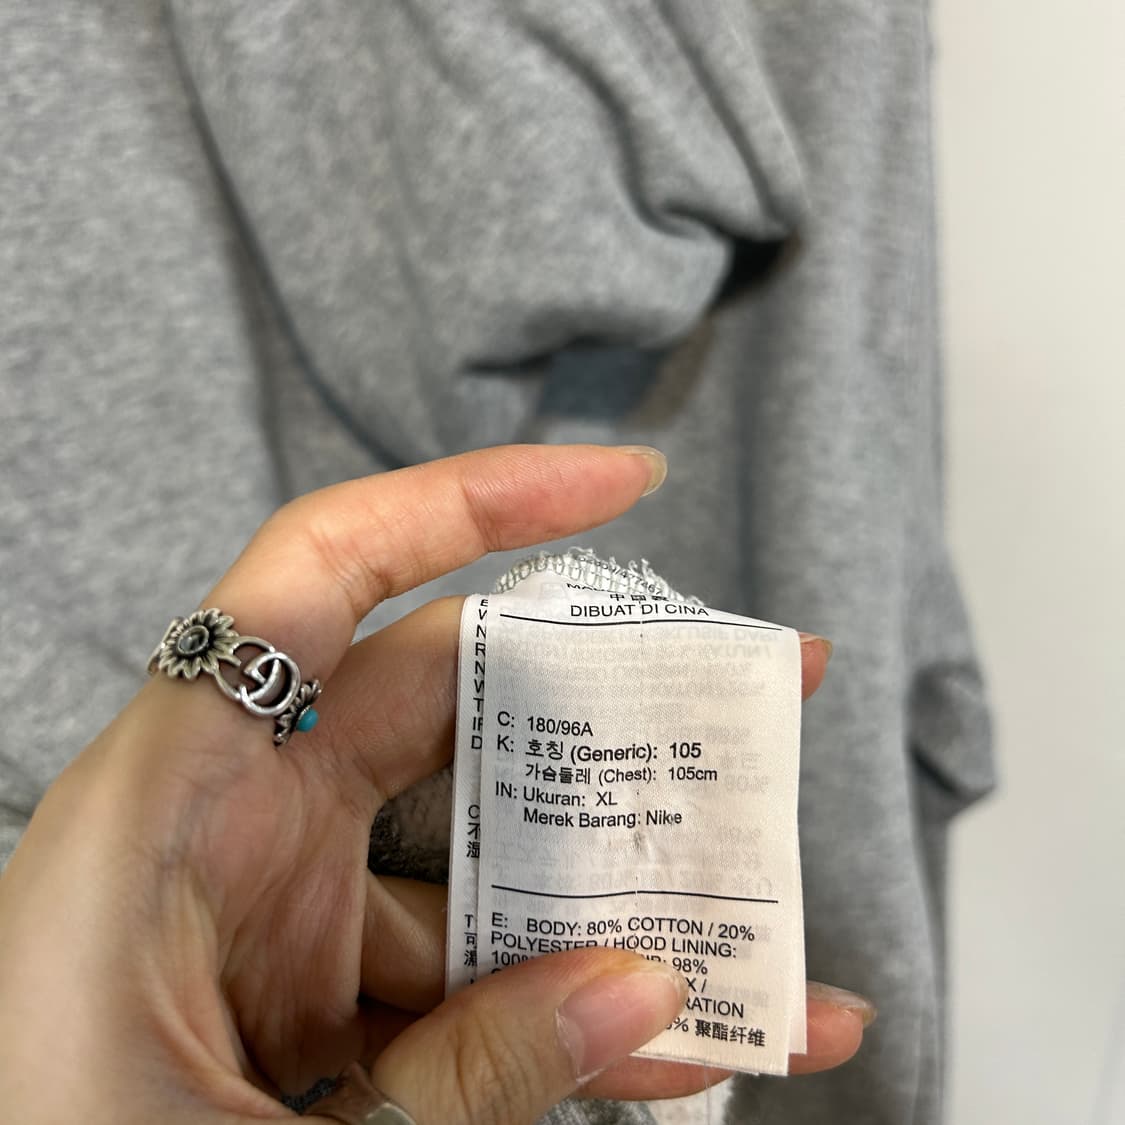 DIBUAT DI CINA
C: 180/96A
K: 호칭 (Generic): 105
가슴둘레 (Chest): 105cm
IN: Ukuran: XL
Merek Barang: Nike
E: BODY: 80% COTTON / 20%
POLYESTER / HOOD LINING:
100% 98%
X /
RATION
% 聚酯纤维